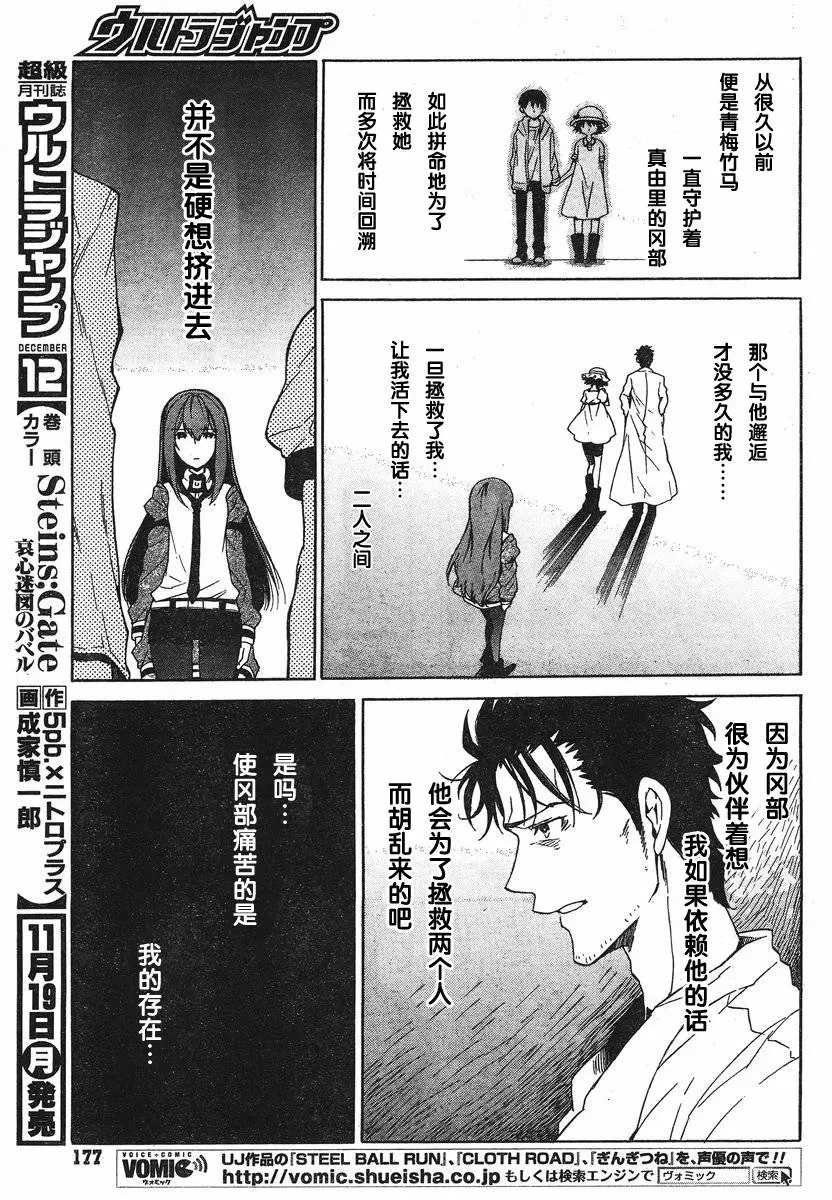 ウルトラジャンプ
从很久以前
便是青梅竹马
一直守护着
真由里的冈部
如此拼命地为了
拯救她
而多次将时间回溯
那个与他邂逅
才没多久的我…
一旦拯救了我…
让我活下去的话…
二人之间
并不是硬想挤进去
因为冈部
很为伙伴着想
我如果依赖他的话
他会为了拯救两个人
而胡乱来的吧
是吗…
使冈部痛苦的是
我的存在…
超級
月刊誌
ウルトラジャンプ
DECEMBER
12
巻頭
カラー
Steins;Gate
哀心迷図のバベル
作 5pb.×ニトロプラス
画 成家慎一郎
11月19日(月)発売
177
VOICE+COMIC
VOMIC
ヴォミック
UJ作品の『STEEL BALL RUN』、『CLOTH ROAD』、『ぎんぎつね』を、声優の声で!!
http://vomic.shueisha.co.jp もしくは検索エンジンで ヴォミック 検索